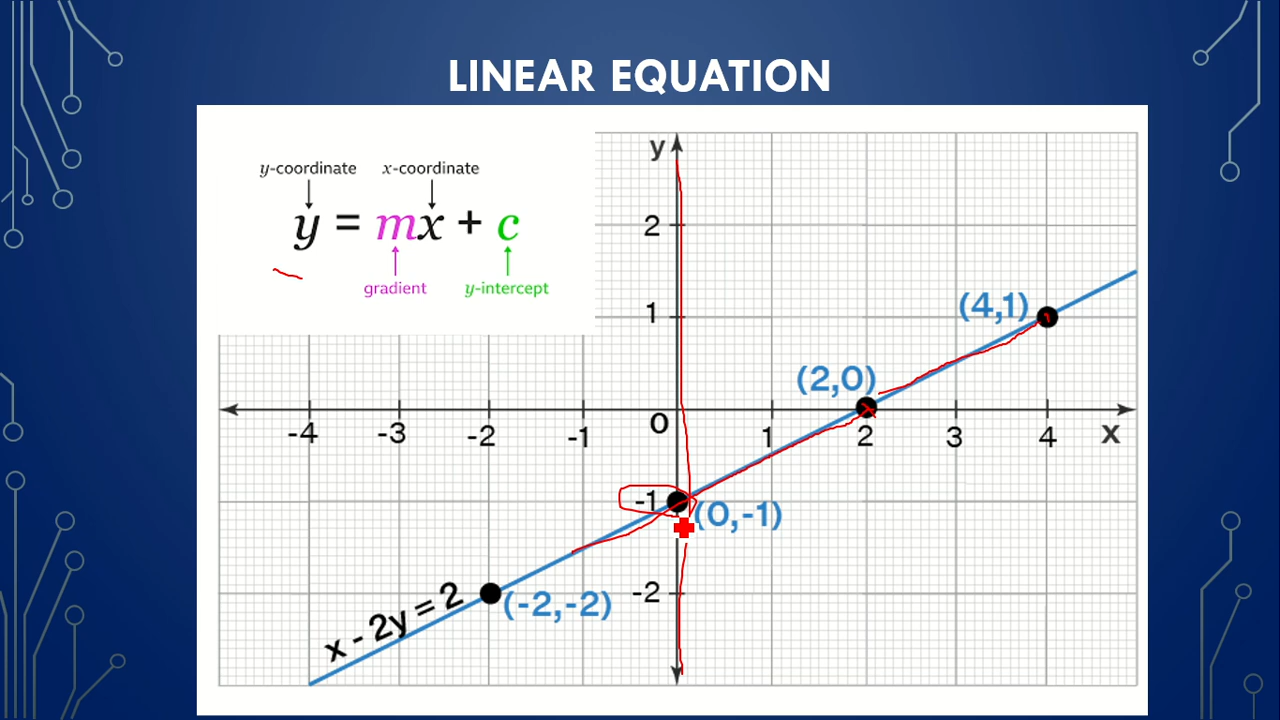 LINEAR EQUATION
y-coordinate x-coordinate
y = mx + c
gradient y-intercept
y
2
1
(4,1)
(2,0)
0
-4 -3 -2 -1 1 2 3 4 x
-1
(0,-1)
-2
(-2,-2)
x - 2y = 2